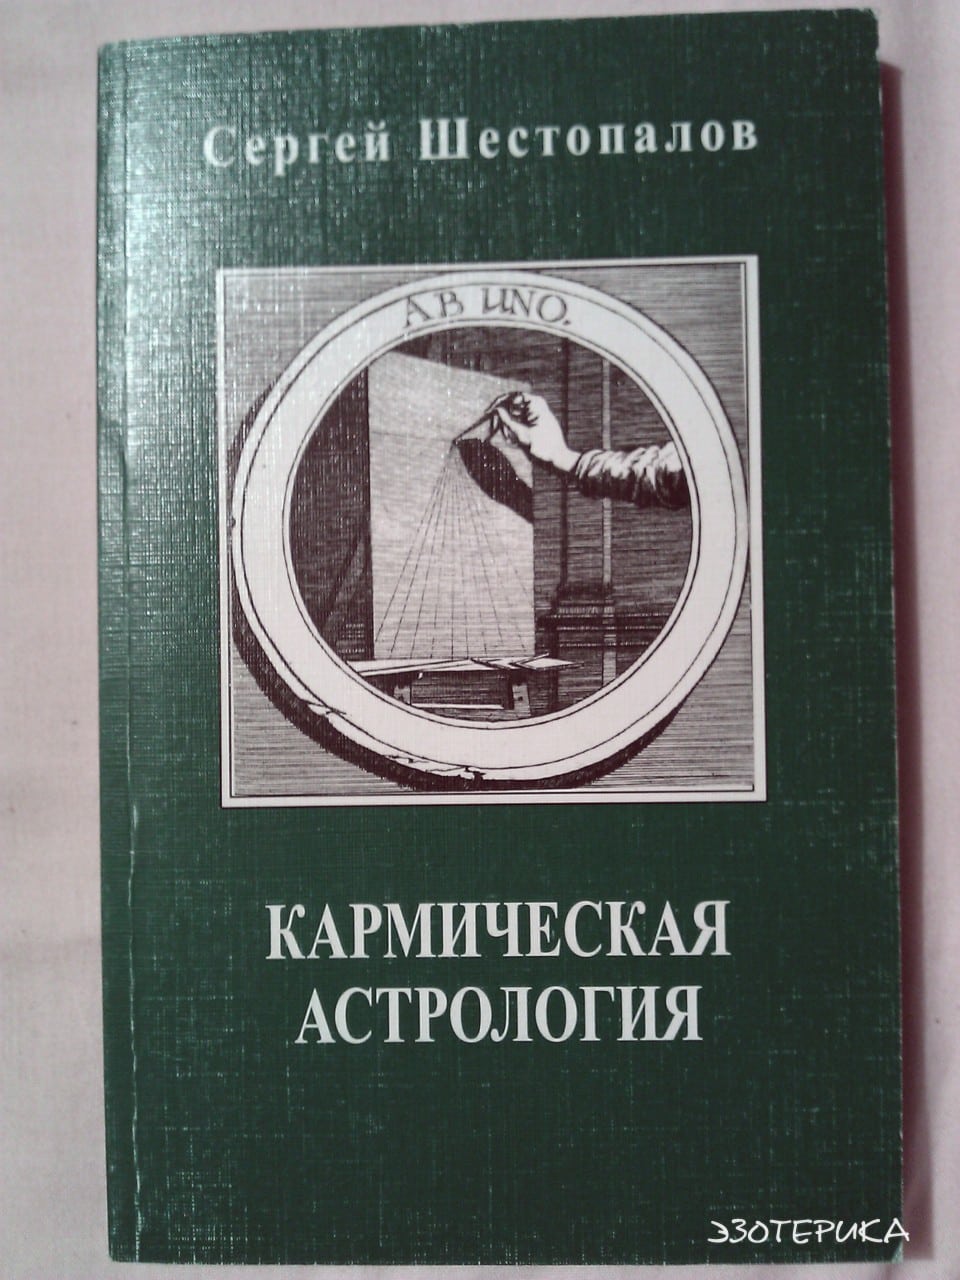 Сергей Шестопалов
AB UNO.
КАРМИЧЕСКАЯ
АСТРОЛОГИЯ
ЭЗОТЕРИКА